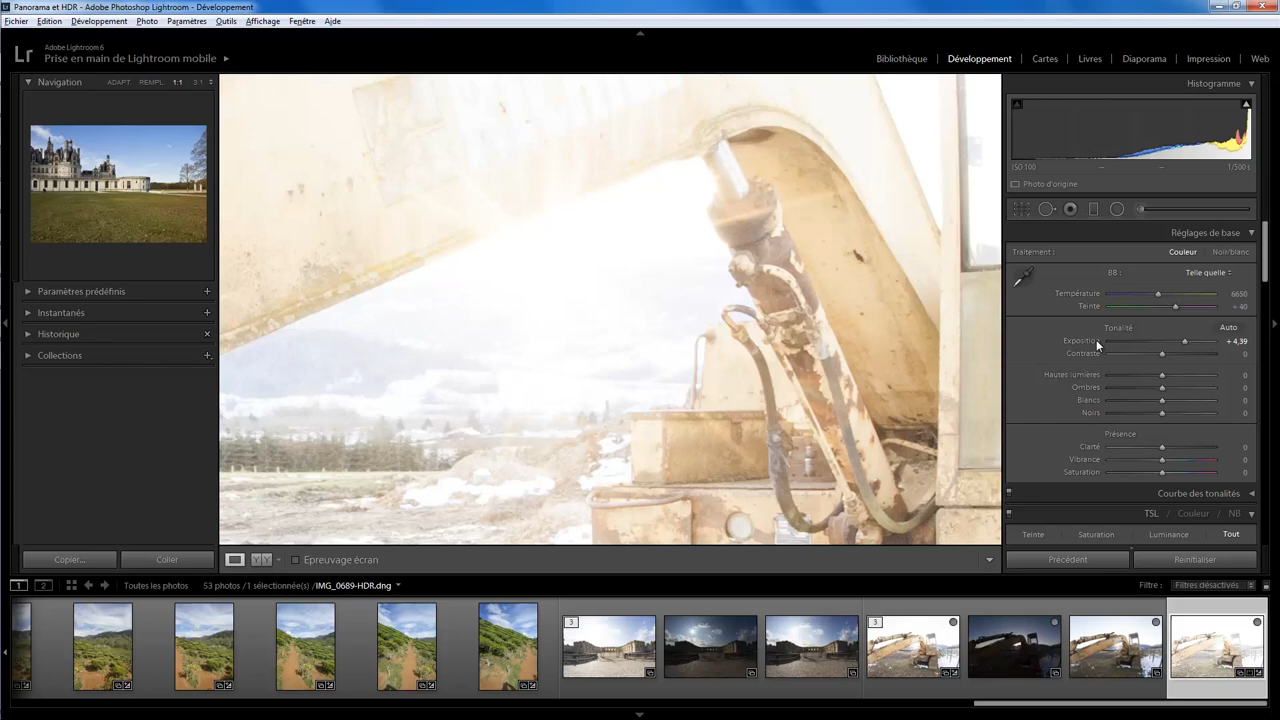 Panorama et HDR - Adobe Photoshop Lightroom - Développement
Fichier Edition Développement Photo Paramètres Outils Affichage Fenêtre Aide
Lr
Adobe Lightroom 6
Prise en main de Lightroom mobile
Bibliothèque | Développement | Cartes | Livres | Diaporama | Impression | Web
Navigation ADAPT REMPL. 1:1 3:1
Histogramme
ISO 100 — — 1/500 s
Photo d'origine
Réglages de base
Traitement : Couleur Noir/blanc
BB : Telle quelle
Température 6650
Teinte + 40
Tonalité Auto
Exposition + 4,39
Contraste 0
Hautes lumières 0
Ombres 0
Blancs 0
Noirs 0
Présence
Clarté 0
Vibrance 0
Saturation 0
Courbe des tonalités
TSL / Couleur / NB
Teinte Saturation Luminance Tout
Précédent Réinitialiser
Paramètres prédéfinis +
Instantanés +
Historique ×
Collections +
Copier... Coller
YY Epreuvage écran
1 2 Toutes les photos 53 photos /1 sélectionnée(s) /IMG_0689-HDR.dng
Filtre : Filtres désactivés
3
3